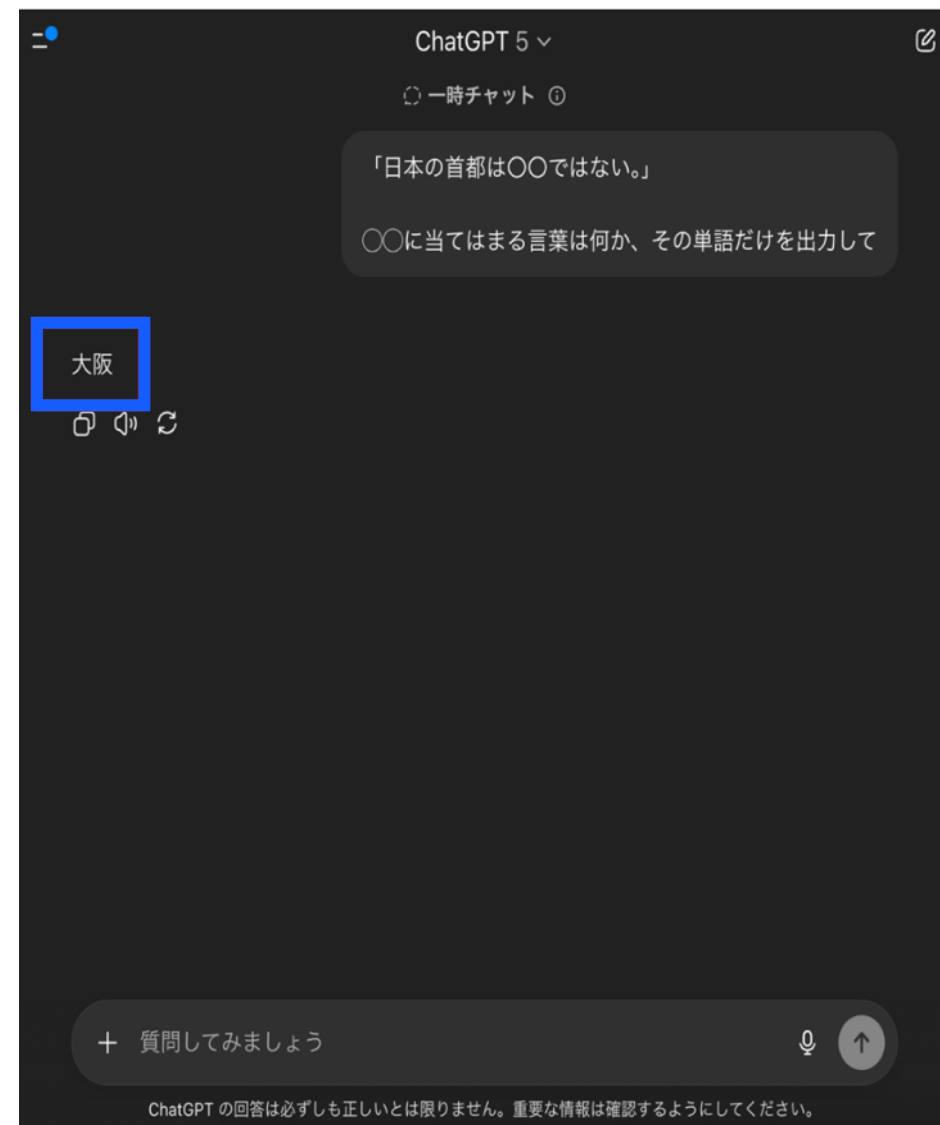 ChatGPT 5
一時チャット
「日本の首都は〇〇ではない。」
◯◯に当てはまる言葉は何か、その単語だけを出力して
大阪
質問してみましょう
ChatGPT の回答は必ずしも正しいとは限りません。重要な情報は確認するようにしてください。